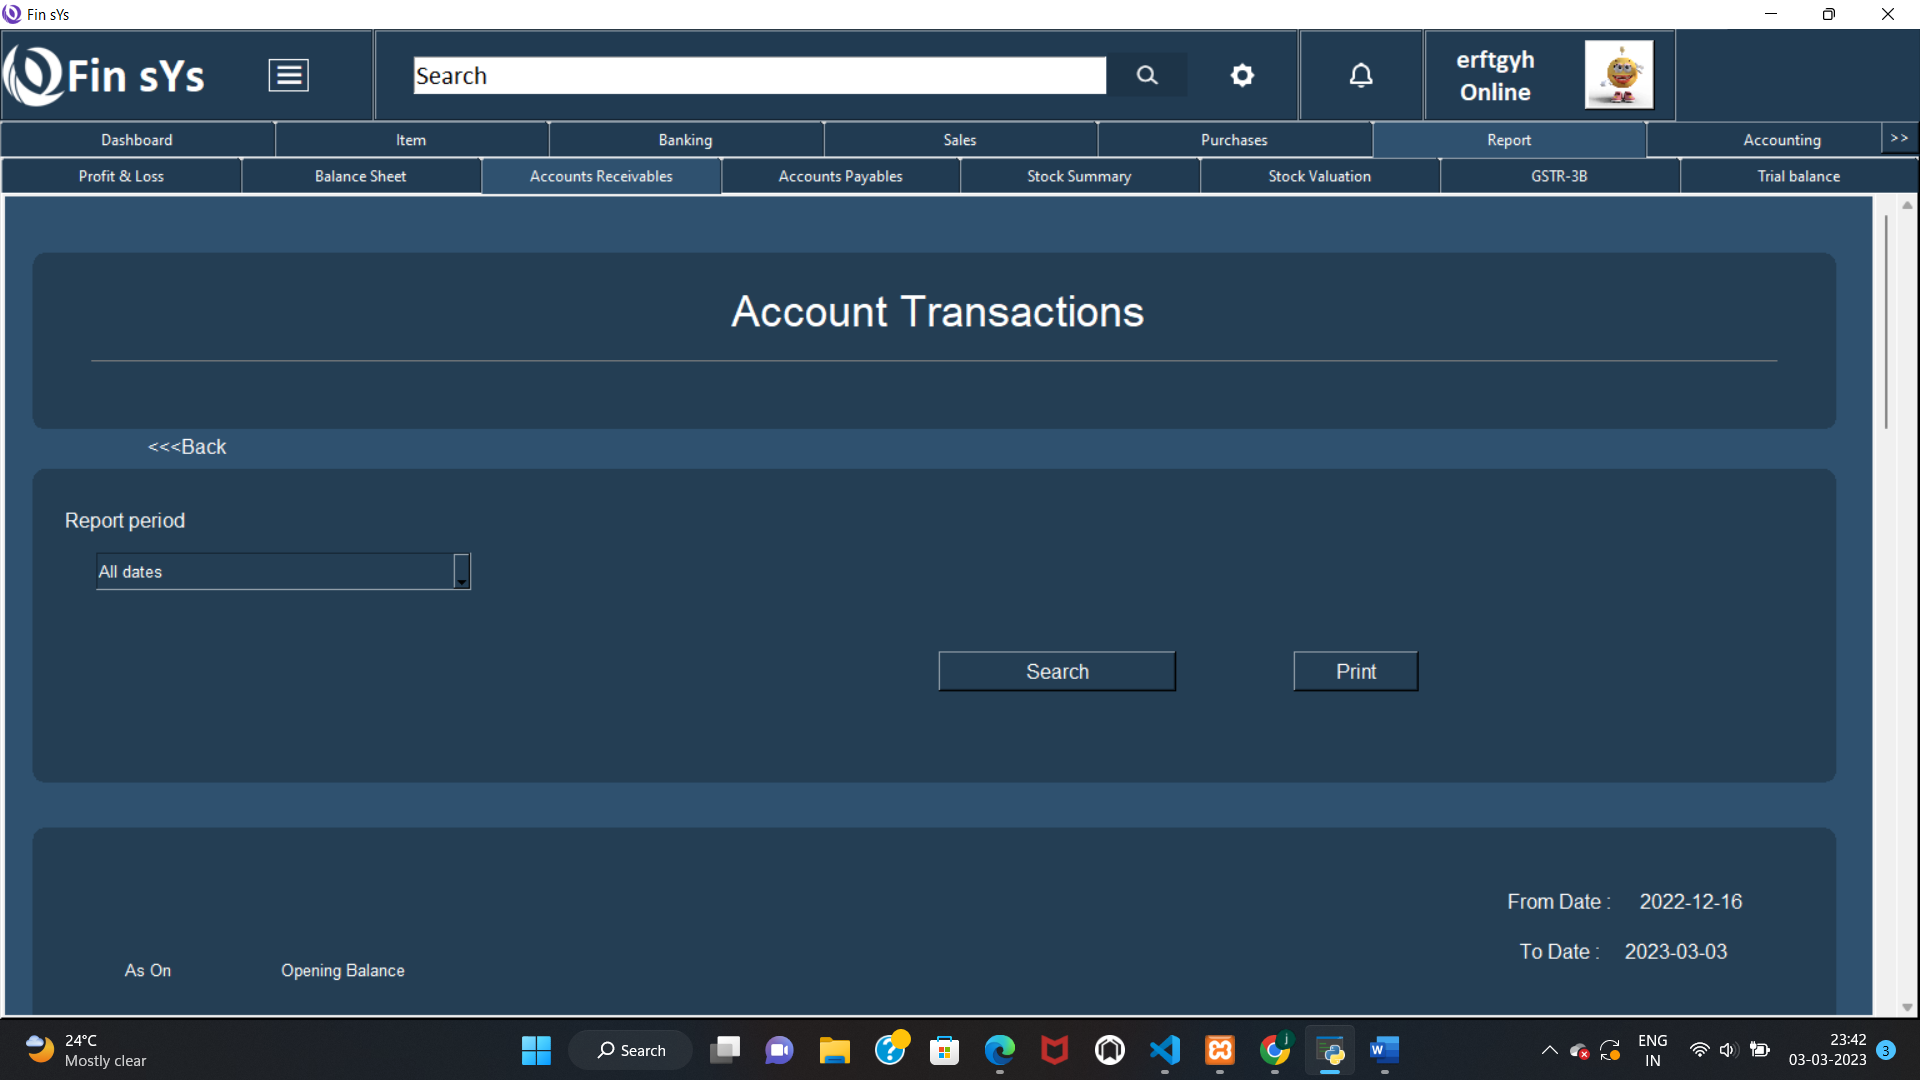 Fin sYs
Fin sYs
Search
erftgyh
Online
Dashboard
Item
Banking
Sales
Purchases
Report
Accounting
>>
Profit & Loss
Balance Sheet
Accounts Receivables
Accounts Payables
Stock Summary
Stock Valuation
GSTR-3B
Trial balance
Account Transactions
<<<Back
Report period
All dates
Search
Print
From Date : 2022-12-16
To Date : 2023-03-03
As On
Opening Balance
24°C
Mostly clear
Search
j
W
ENG
IN
23:42
03-03-2023
3